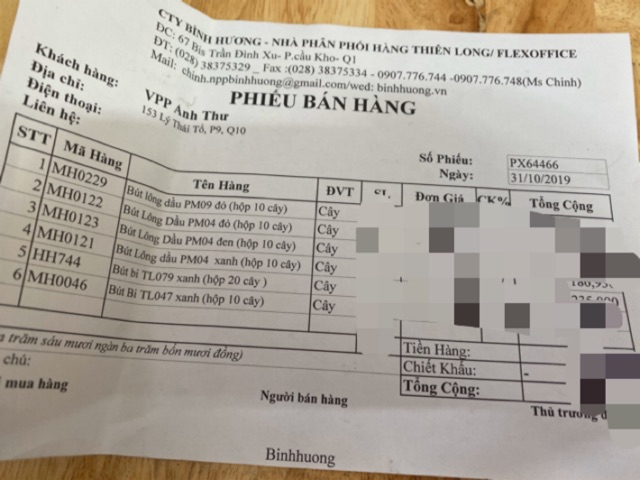 CTY BÌNH HƯƠNG - NHÀ PHÂN PHỐI HÀNG THIÊN LONG/ FLEXOFFICE
ĐC: 67 Bis Trần Đình Xu- P.cầu Kho- Q1
ĐT: (028) 38375329 _ Fax :(028) 38375334 - 0907.776.744 -0907.776.748(Ms Chinh)
Mail: chinh.nppbinhhuong@gmail.com/wed: binhhuong.vn
PHIẾU BÁN HÀNG
Khách hàng: VPP Anh Thư
Địa chỉ: 153 Lý Thái Tổ, P9, Q10
Điện thoại:
Liên hệ:
Số Phiếu: PX64466
Ngày: 31/10/2019
STT Mã Hàng Tên Hàng ĐVT Đơn Giá CK% Tổng Cộng
1 MH0229 Bút lông dầu PM09 đỏ (hộp 10 cây) Cây
2 MH0122 Bút Lông Dầu PM04 đỏ (hộp 10 cây) Cây
3 MH0123 Bút Lông Dầu PM04 đen (hộp 10 cây) Cây
4 MH0121 Bút Lông Dầu PM04 xanh (hộp 10 cây) Cây
5 HH744 Bút bi TL079 xanh (hộp 20 cây ) Cây
6 MH0046 Bút Bi TL047 xanh (hộp 10 cây) Cây
Tiền Hàng:
Chiết Khấu: -
Tổng Cộng:
trăm sáu mươi ngàn ba trăm bốn mươi đồng)
chú:
mua hàng
Người bán hàng
Thủ trưởng
Binhhuong